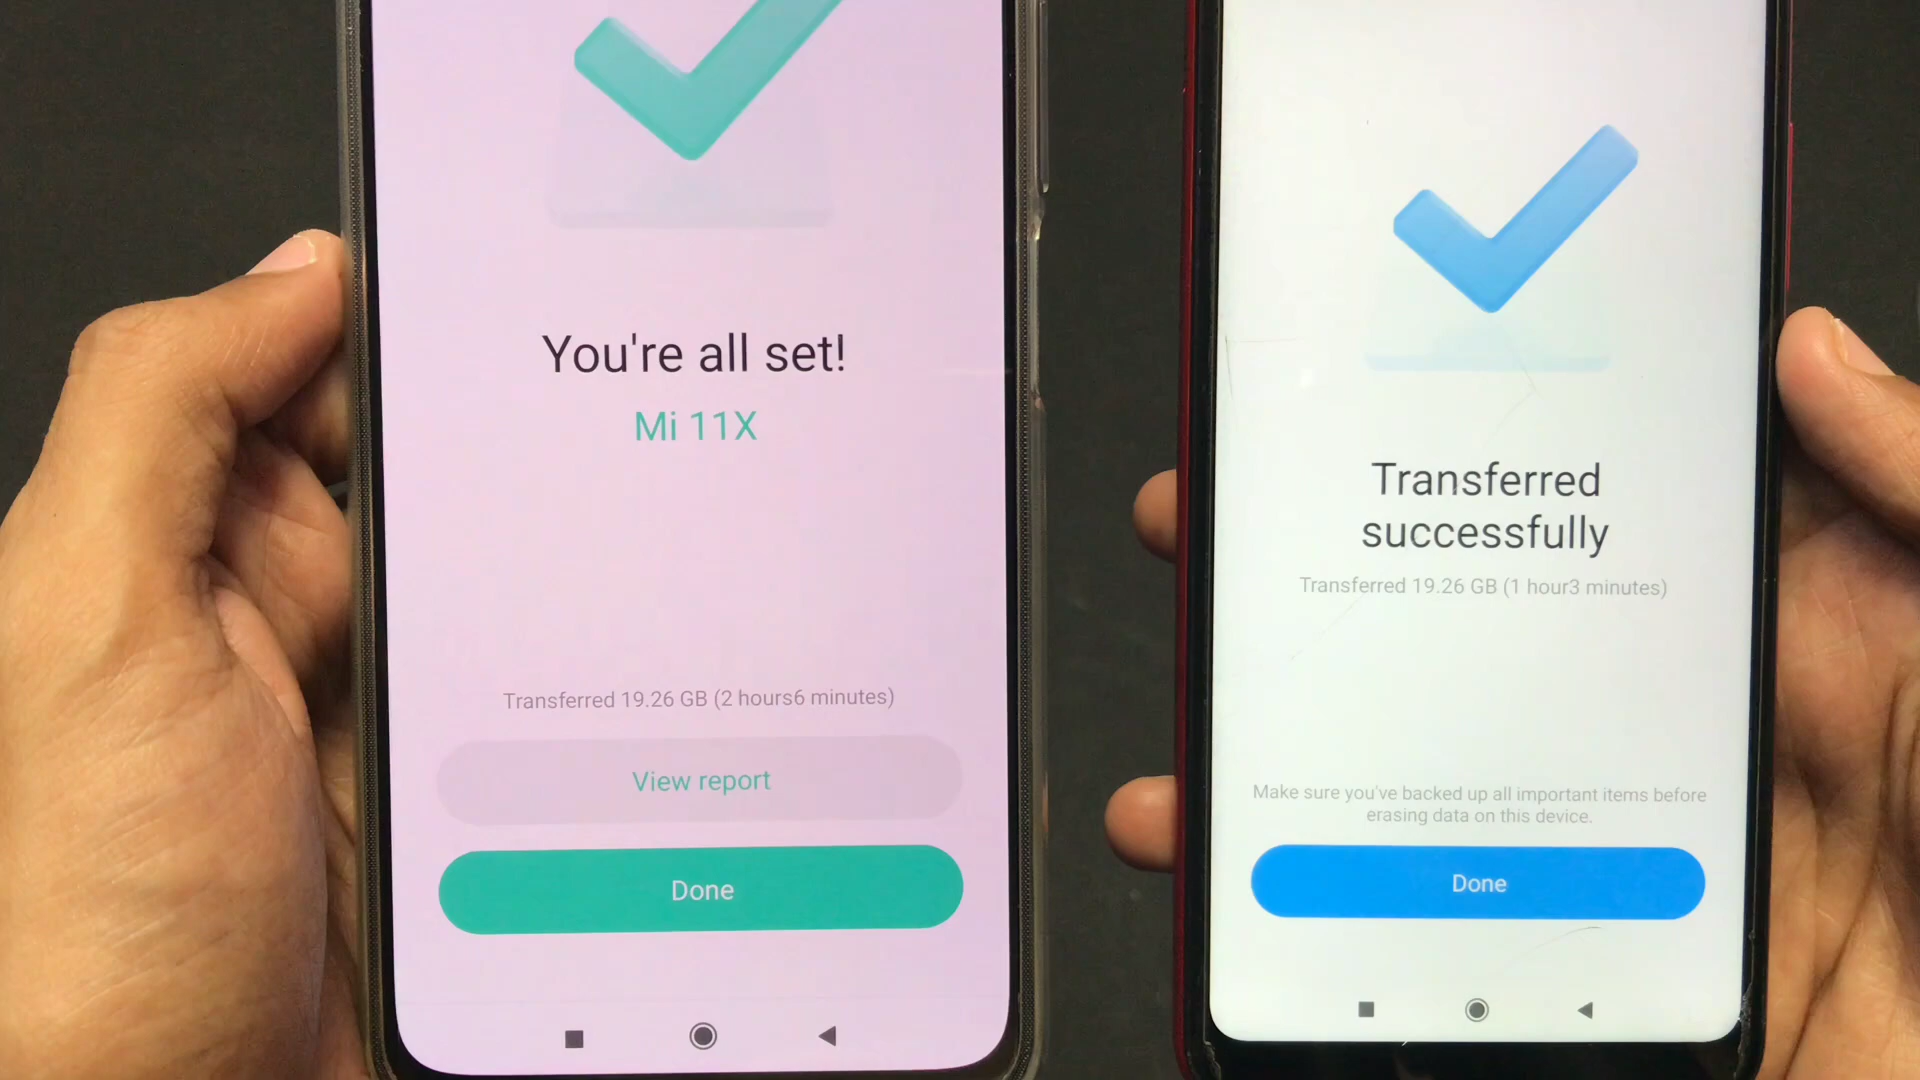 You're all set!
Mi 11X
Transferred 19.26 GB (2 hours6 minutes)
View report
Done
Transferred
successfully
Transferred 19.26 GB (1 hour3 minutes)
Make sure you've backed up all important items before
erasing data on this device.
Done